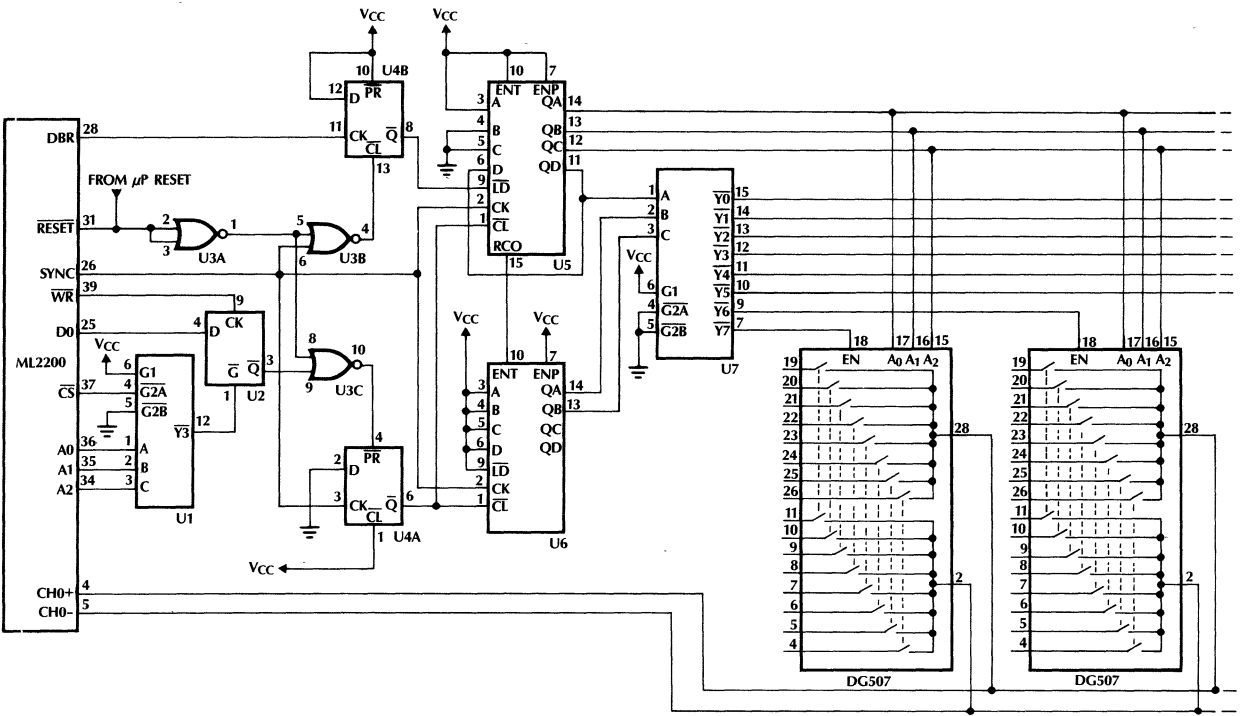 VCC
VCC
10 U4B
PR
12 D
DBR 28
11 CK Q 8
CL
13
10 7
ENT ENP
3 A QA 14
4 B QB 13
5 C QC 12
6 D QD 11
9 LD
2 CK
1 CL
RCO
15 U5
FROM μP RESET
RESET 31
2
3
1
U3A
5
6
4
U3B
SYNC 26
WR 39
D0 25
ML2200
9
CK
4 D
G Q 3
1 U2
VCC
6 G1
CS 37
4 G2A
5 G2B
Y3 12
A0 36
A1 35
A2 34
1 A
2 B
3 C
U1
8
9
10
U3C
4
PR
2 D
3 CK Q 6
CL
1 U4A
VCC
VCC
VCC
10 7
ENT ENP
3 A QA 14
4 B QB 13
5 C QC
6 D QD
9 LD
2 CK
1 CL
U6
1 A
2 B
3 C
VCC
6 G1
4 G2A
5 G2B
Y0 15
Y1 14
Y2 13
Y3 12
Y4 11
Y5 10
Y6 9
Y7 7
U7
18 17 16 15
EN A0 A1 A2
19
20
21
22
23
24
25
26
28
11
10
9
8
7
6
5
4
2
DG507
18 17 16 15
EN A0 A1 A2
19
20
21
22
23
24
25
26
28
11
10
9
8
7
6
5
4
2
DG507
CH0+ 4
CH0− 5